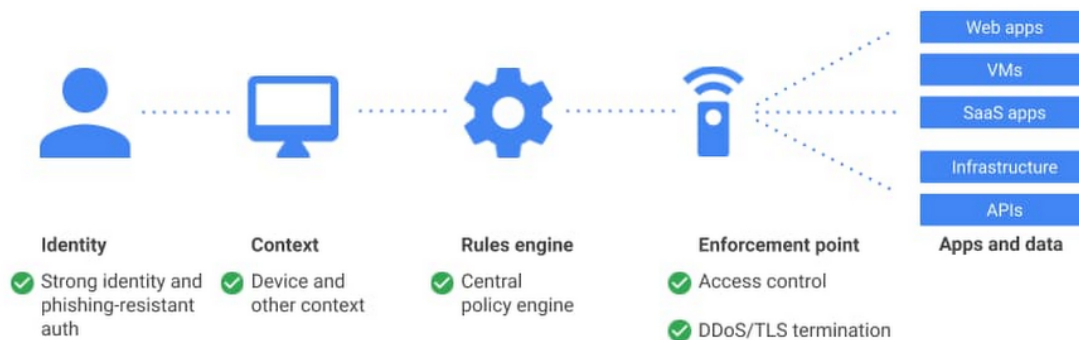 Web apps
VMs
SaaS apps
Infrastructure
APIs
Identity
Context
Rules engine
Enforcement point
Apps and data
Strong identity and
phishing-resistant
auth
Device and
other context
Central
policy engine
Access control
DDoS/TLS termination